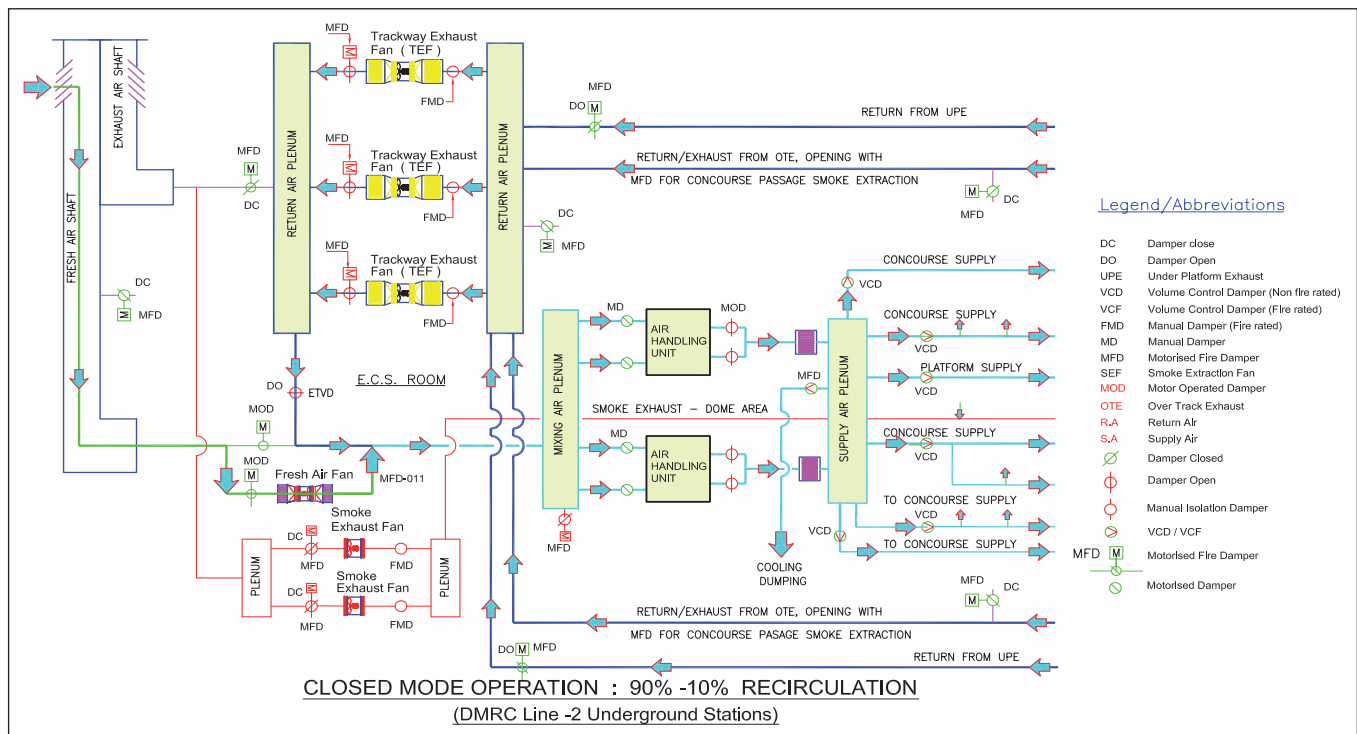 EXHAUST AIR SHAFT
FRESH AIR SHAFT
MFD
M
DC
DC
M
MFD
RETURN AIR PLENUM
MFD
M
Trackway Exhaust
Fan ( TEF )
FMD
MFD
M
Trackway Exhaust
Fan ( TEF )
FMD
MFD
M
Trackway Exhaust
Fan ( TEF )
FMD
RETURN AIR PLENUM
MFD
DO
M
RETURN FROM UPE
RETURN/EXHAUST FROM OTE, OPENING WITH
MFD FOR CONCOURSE PASSAGE SMOKE EXTRACTION
M
DC
MFD
DC
M
MFD
DO
ETVD
E.C.S. ROOM
MOD
M
MOD
M
Fresh Air Fan
MFD-011
Smoke
Exhaust Fan
DC
M
MFD
FMD
Smoke
Exhaust Fan
DC
M
MFD
FMD
PLENUM
PLENUM
MIXING AIR PLENUM
M
MFD
MD
AIR
HANDLING
UNIT
MOD
MFD
SMOKE EXHAUST - DOME AREA
MD
AIR
HANDLING
UNIT
COOLING
DUMPING
SUPPLY AIR PLENUM
CONCOURSE SUPPLY
VCD
CONCOURSE SUPPLY
VCD
PLATFORM SUPPLY
VCD
CONCOURSE SUPPLY
VCD
TO CONCOURSE SUPPLY
VCD
VCD
TO CONCOURSE SUPPLY
MFD
M
DC
RETURN/EXHAUST FROM OTE, OPENING WITH
MFD FOR CONCOURSE PASAGE SMOKE EXTRACTION
DO
M
MFD
RETURN FROM UPE
Legend/Abbreviations
DC Damper close
DO Damper Open
UPE Under Platform Exhaust
VCD Volume Control Damper (Non fire rated)
VCF Volume Control Damper (Fire rated)
FMD Manual Damper (Fire rated)
MD Manual Damper
MFD Motorised Fire Damper
SEF Smoke Extraction Fan
MOD Motor Operated Damper
OTE Over Track Exhaust
R.A Return Air
S.A Supply Air
Damper Closed
Damper Open
Manual Isolation Damper
VCD / VCF
MFD M Motorised Fire Damper
Motorised Damper
CLOSED MODE OPERATION : 90% -10% RECIRCULATION
(DMRC Line -2 Underground Stations)